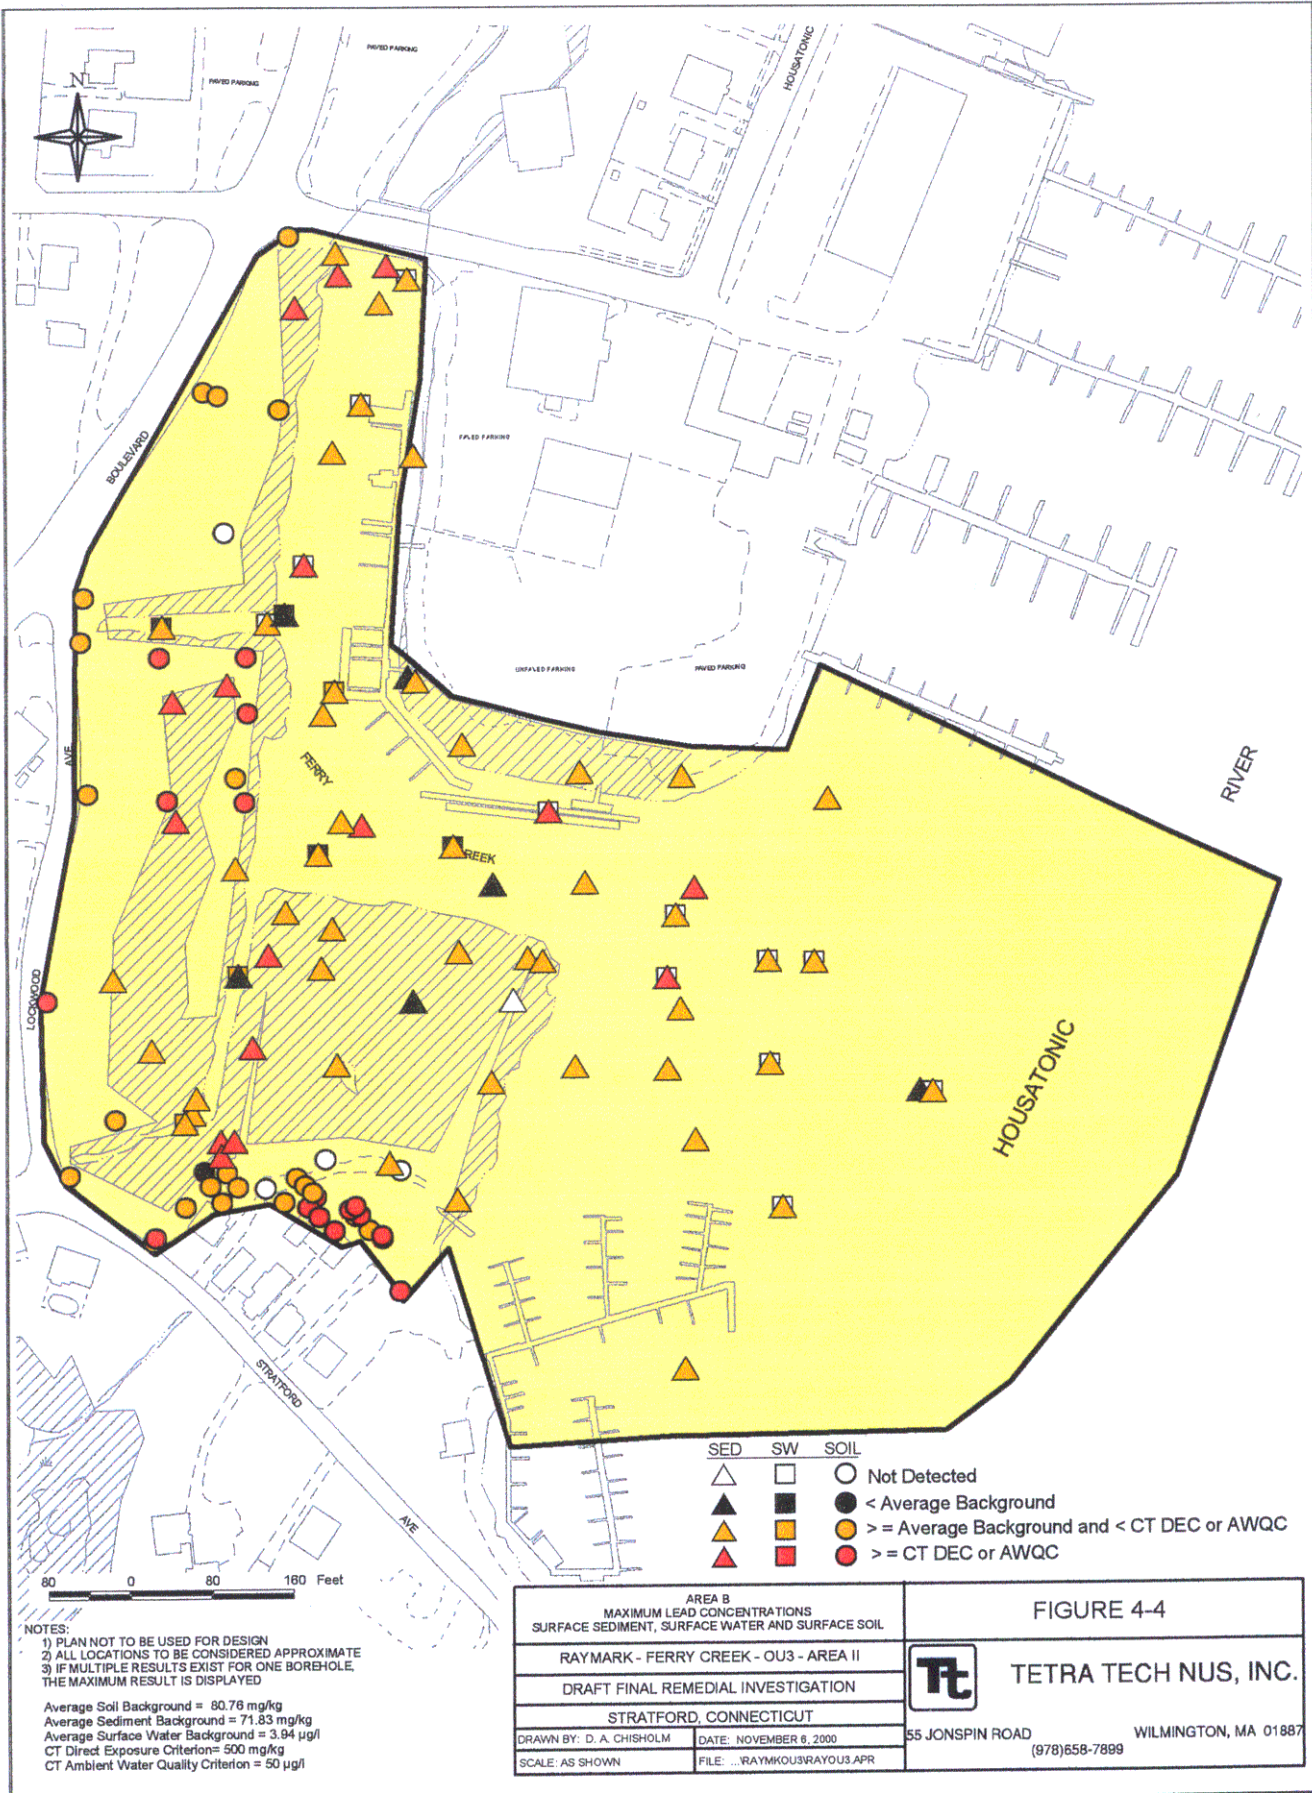 PAVED PARKING
PAVED PARKING
HOUSATONIC
N
BOULEVARD
PAVED PARKING
UNPAVED PARKING
PAVED PARKING
AVE
FERRY
CREEK
RIVER
LOCKWOOD
HOUSATONIC
STRATFORD
AVE
SED SW SOIL
Not Detected
< Average Background
> = Average Background and < CT DEC or AWQC
> = CT DEC or AWQC
80 0 80 160 Feet
NOTES:
1) PLAN NOT TO BE USED FOR DESIGN
2) ALL LOCATIONS TO BE CONSIDERED APPROXIMATE
3) IF MULTIPLE RESULTS EXIST FOR ONE BOREHOLE,
THE MAXIMUM RESULT IS DISPLAYED
Average Soil Background = 80.76 mg/kg
Average Sediment Background = 71.83 mg/kg
Average Surface Water Background = 3.94 µg/l
CT Direct Exposure Criterion= 500 mg/kg
CT Ambient Water Quality Criterion = 50 µg/l
AREA B
MAXIMUM LEAD CONCENTRATIONS
SURFACE SEDIMENT, SURFACE WATER AND SURFACE SOIL
RAYMARK - FERRY CREEK - OU3 - AREA II
DRAFT FINAL REMEDIAL INVESTIGATION
STRATFORD, CONNECTICUT
DRAWN BY: D. A. CHISHOLM DATE: NOVEMBER 6, 2000
SCALE: AS SHOWN FILE: ...\RAYMKOU3\RAYOU3.APR
FIGURE 4-4
Tt TETRA TECH NUS, INC.
55 JONSPIN ROAD WILMINGTON, MA 01887
(978)658-7899